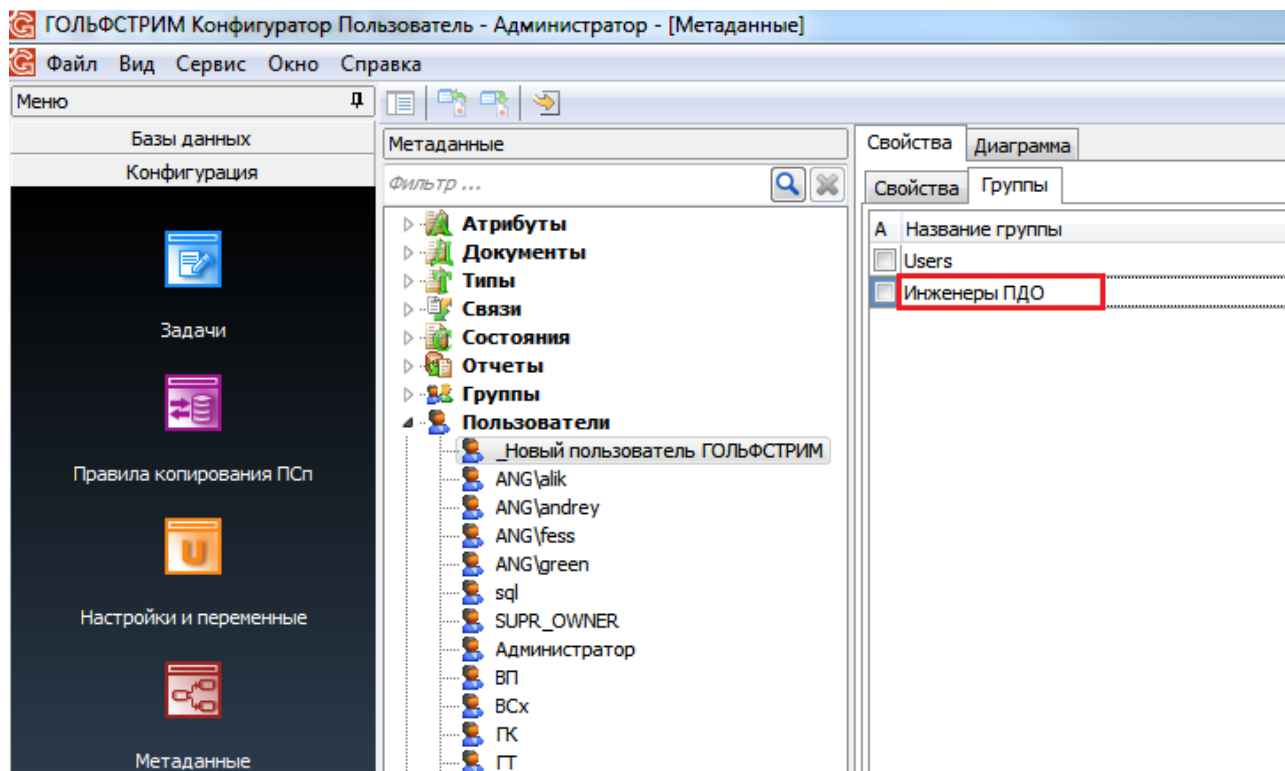 ГОЛЬФСТРИМ Конфигуратор Пользователь - Администратор - [Метаданные]
Файл Вид Сервис Окно Справка
Меню
Базы данных
Конфигурация
Задачи
Правила копирования ПСп
Настройки и переменные
Метаданные
Метаданные
Фильтр ...
Атрибуты
Документы
Типы
Связи
Состояния
Отчеты
Группы
Пользователи
_Новый пользователь ГОЛЬФСТРИМ
ANG\alik
ANG\andrey
ANG\fess
ANG\green
sql
SUPR_OWNER
Администратор
ВП
ВСх
ГК
ГТ
Свойства Диаграмма
Свойства Группы
А Название группы
Users
Инженеры ПДО